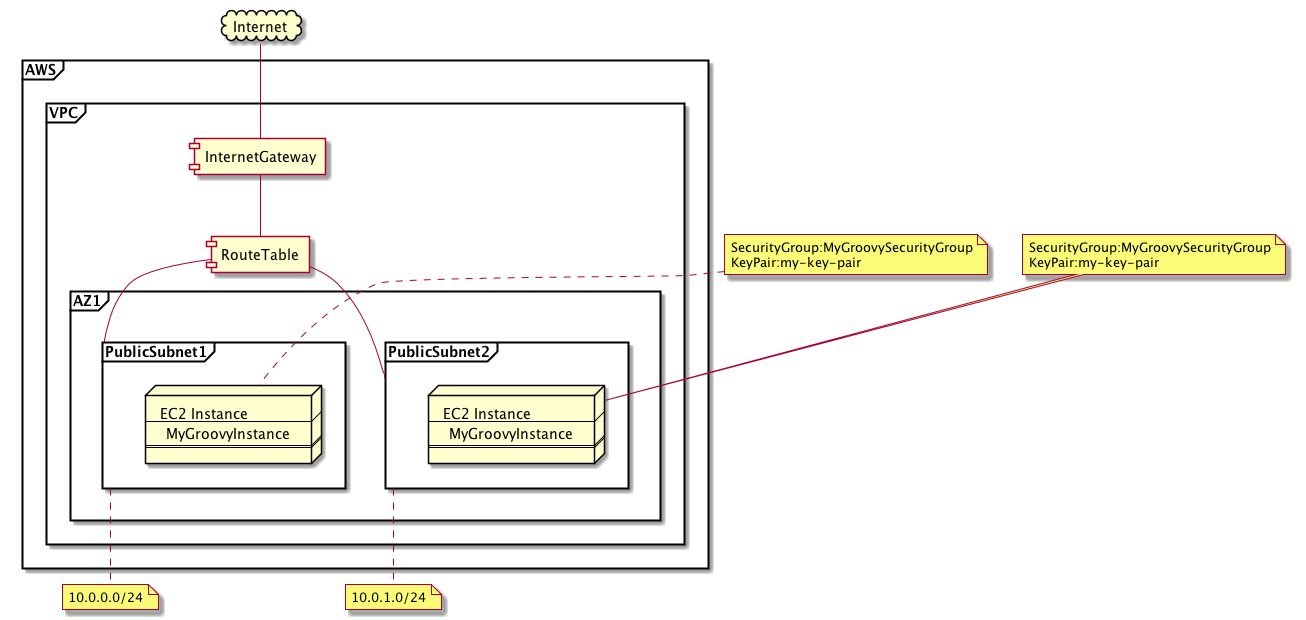 Internet
AWS
VPC
InternetGateway
RouteTable
SecurityGroup:MyGroovySecurityGroup
KeyPair:my-key-pair
SecurityGroup:MyGroovySecurityGroup
KeyPair:my-key-pair
AZ1
PublicSubnet1
PublicSubnet2
EC2 Instance
MyGroovyInstance
EC2 Instance
MyGroovyInstance
10.0.0.0/24
10.0.1.0/24